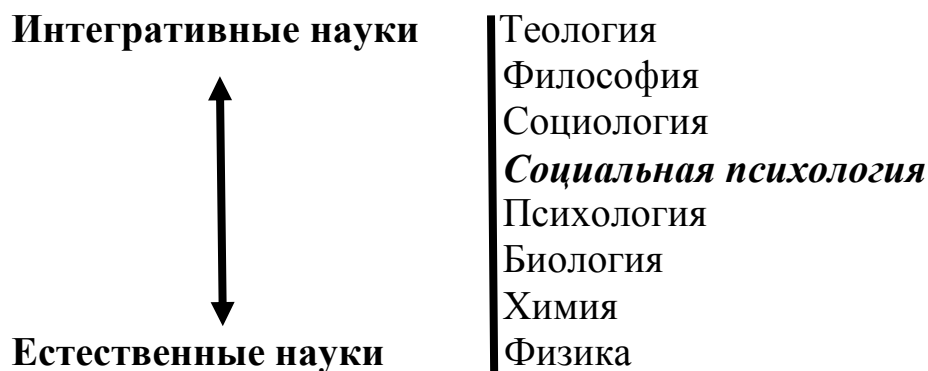 Интегративные науки Теология
Философия
Социология
Социальная психология
Психология
Биология
Химия
Естественные науки Физика